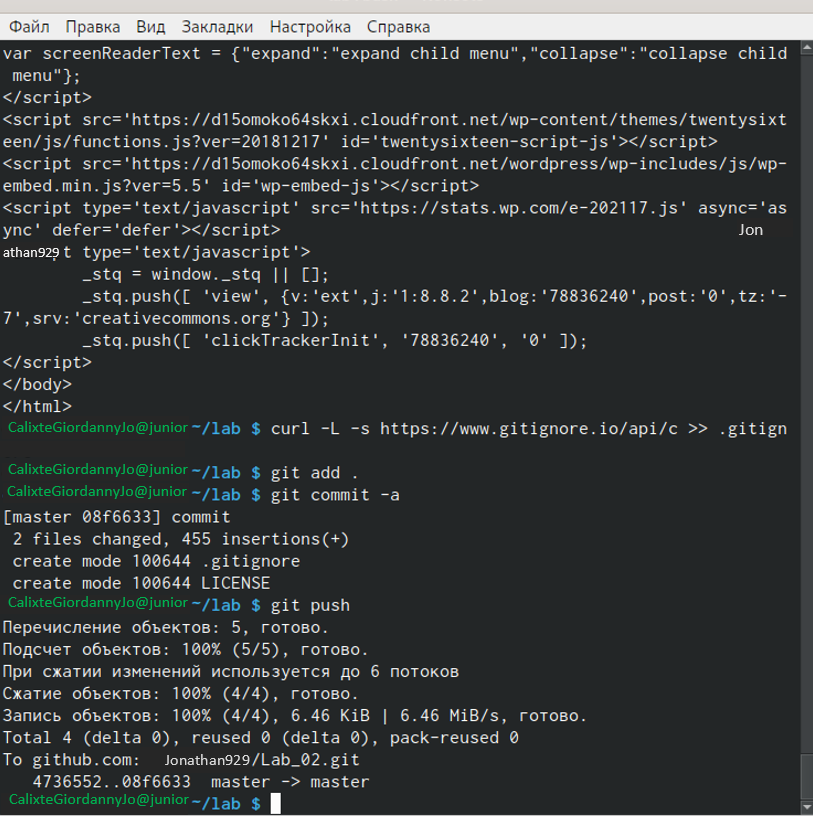 Файл Правка Вид Закладки Настройка Справка
var screenReaderText = {"expand":"expand child menu","collapse":"collapse child
 menu"};
</script>
<script src='https://d15omoko64skxi.cloudfront.net/wp-content/themes/twentysixt
een/js/functions.js?ver=20181217' id='twentysixteen-script-js'></script>
<script src='https://d15omoko64skxi.cloudfront.net/wordpress/wp-includes/js/wp-
embed.min.js?ver=5.5' id='wp-embed-js'></script>
<script type='text/javascript' src='https://stats.wp.com/e-202117.js' async='as
ync' defer='defer'></script> Jon
athan929 t type='text/javascript'>
        _stq = window._stq || [];
        _stq.push([ 'view', {v:'ext',j:'1:8.8.2',blog:'78836240',post:'0',tz:'-
7',srv:'creativecommons.org'} ]);
        _stq.push([ 'clickTrackerInit', '78836240', '0' ]);
</script>
</body>
</html>
CalixteGiordannyJo@junior ~/lab $ curl -L -s https://www.gitignore.io/api/c >> .gitign
CalixteGiordannyJo@junior ~/lab $ git add .
CalixteGiordannyJo@junior ~/lab $ git commit -a
[master 08f6633] commit
 2 files changed, 455 insertions(+)
 create mode 100644 .gitignore
 create mode 100644 LICENSE
CalixteGiordannyJo@junior ~/lab $ git push
Перечисление объектов: 5, готово.
Подсчет объектов: 100% (5/5), готово.
При сжатии изменений используется до 6 потоков
Сжатие объектов: 100% (4/4), готово.
Запись объектов: 100% (4/4), 6.46 KiB | 6.46 MiB/s, готово.
Total 4 (delta 0), reused 0 (delta 0), pack-reused 0
To github.com: Jonathan929/Lab_02.git
   4736552..08f6633  master -> master
CalixteGiordannyJo@junior ~/lab $